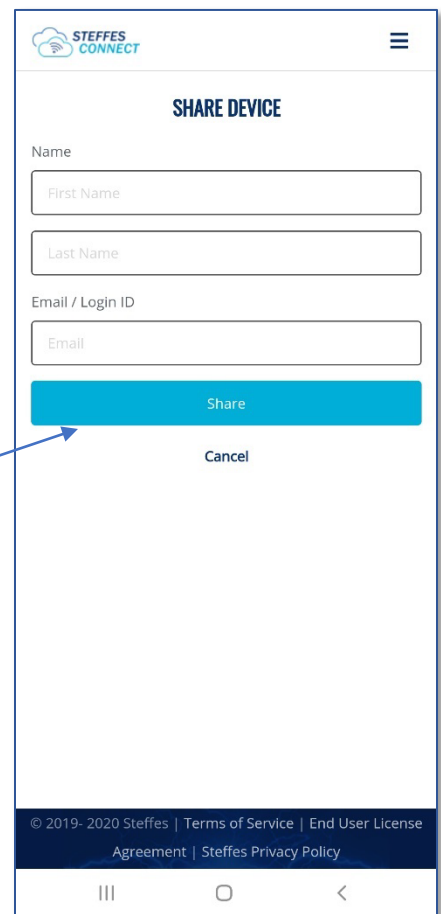 STEFFES
CONNECT
SHARE DEVICE
Name
First Name
Last Name
Email / Login ID
Email
Share
Cancel
© 2019- 2020 Steffes | Terms of Service | End User License
Agreement | Steffes Privacy Policy